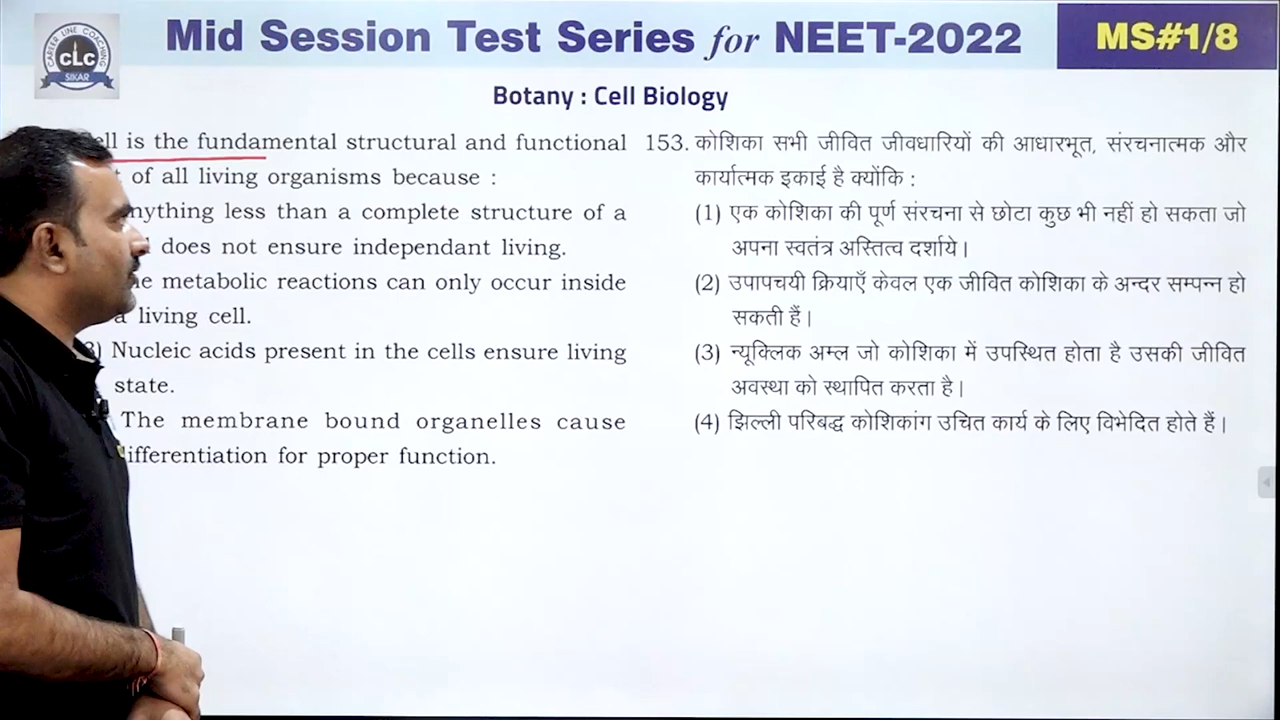 Mid Session Test Series for NEET-2022
MS#1/8
CAREER LINE COACHING
CLC
SIKAR
Botany : Cell Biology
is the fundamental structural and functional
of all living organisms because :
less than a complete structure of a
does not ensure independant living.
metabolic reactions can only occur inside
a living cell.
Nucleic acids present in the cells ensure living
state.
The membrane bound organelles cause
for proper function.
153. कोशिका सभी जीवित जीवधारियों की आधारभूत, संरचनात्मक और
कार्यात्मक इकाई है क्योंकि :
(1) एक कोशिका की पूर्ण संरचना से छोटा कुछ भी नहीं हो सकता जो
अपना स्वतंत्र अस्तित्व दर्शाये।
(2) उपापचयी क्रियाएँ केवल एक जीवित कोशिका के अन्दर सम्पन्न हो
सकती हैं।
(3) न्यूक्लिक अम्ल जो कोशिका में उपस्थित होता है उसकी जीवित
अवस्था को स्थापित करता है।
(4) झिल्ली परिबद्ध कोशिकांग उचित कार्य के लिए विभेदित होते हैं।